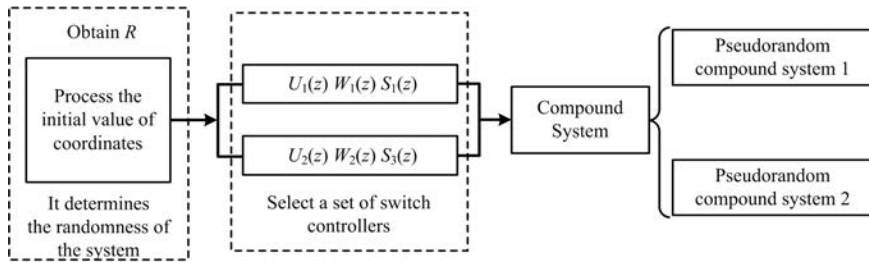 Obtain R
Process the
initial value of
coordinates
It determines
the randomness of
the system
U₁(z) W₁(z) S₁(z)
U₂(z) W₂(z) S₃(z)
Select a set of switch
controllers
Compound
System
Pseudorandom
compound system 1
Pseudorandom
compound system 2